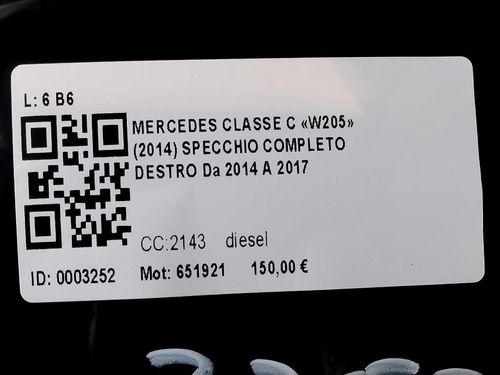 L: 6 B6
MERCEDES CLASSE C «W205»
(2014) SPECCHIO COMPLETO
DESTRO Da 2014 A 2017
CC:2143 diesel
ID: 0003252 Mot: 651921 150,00 €